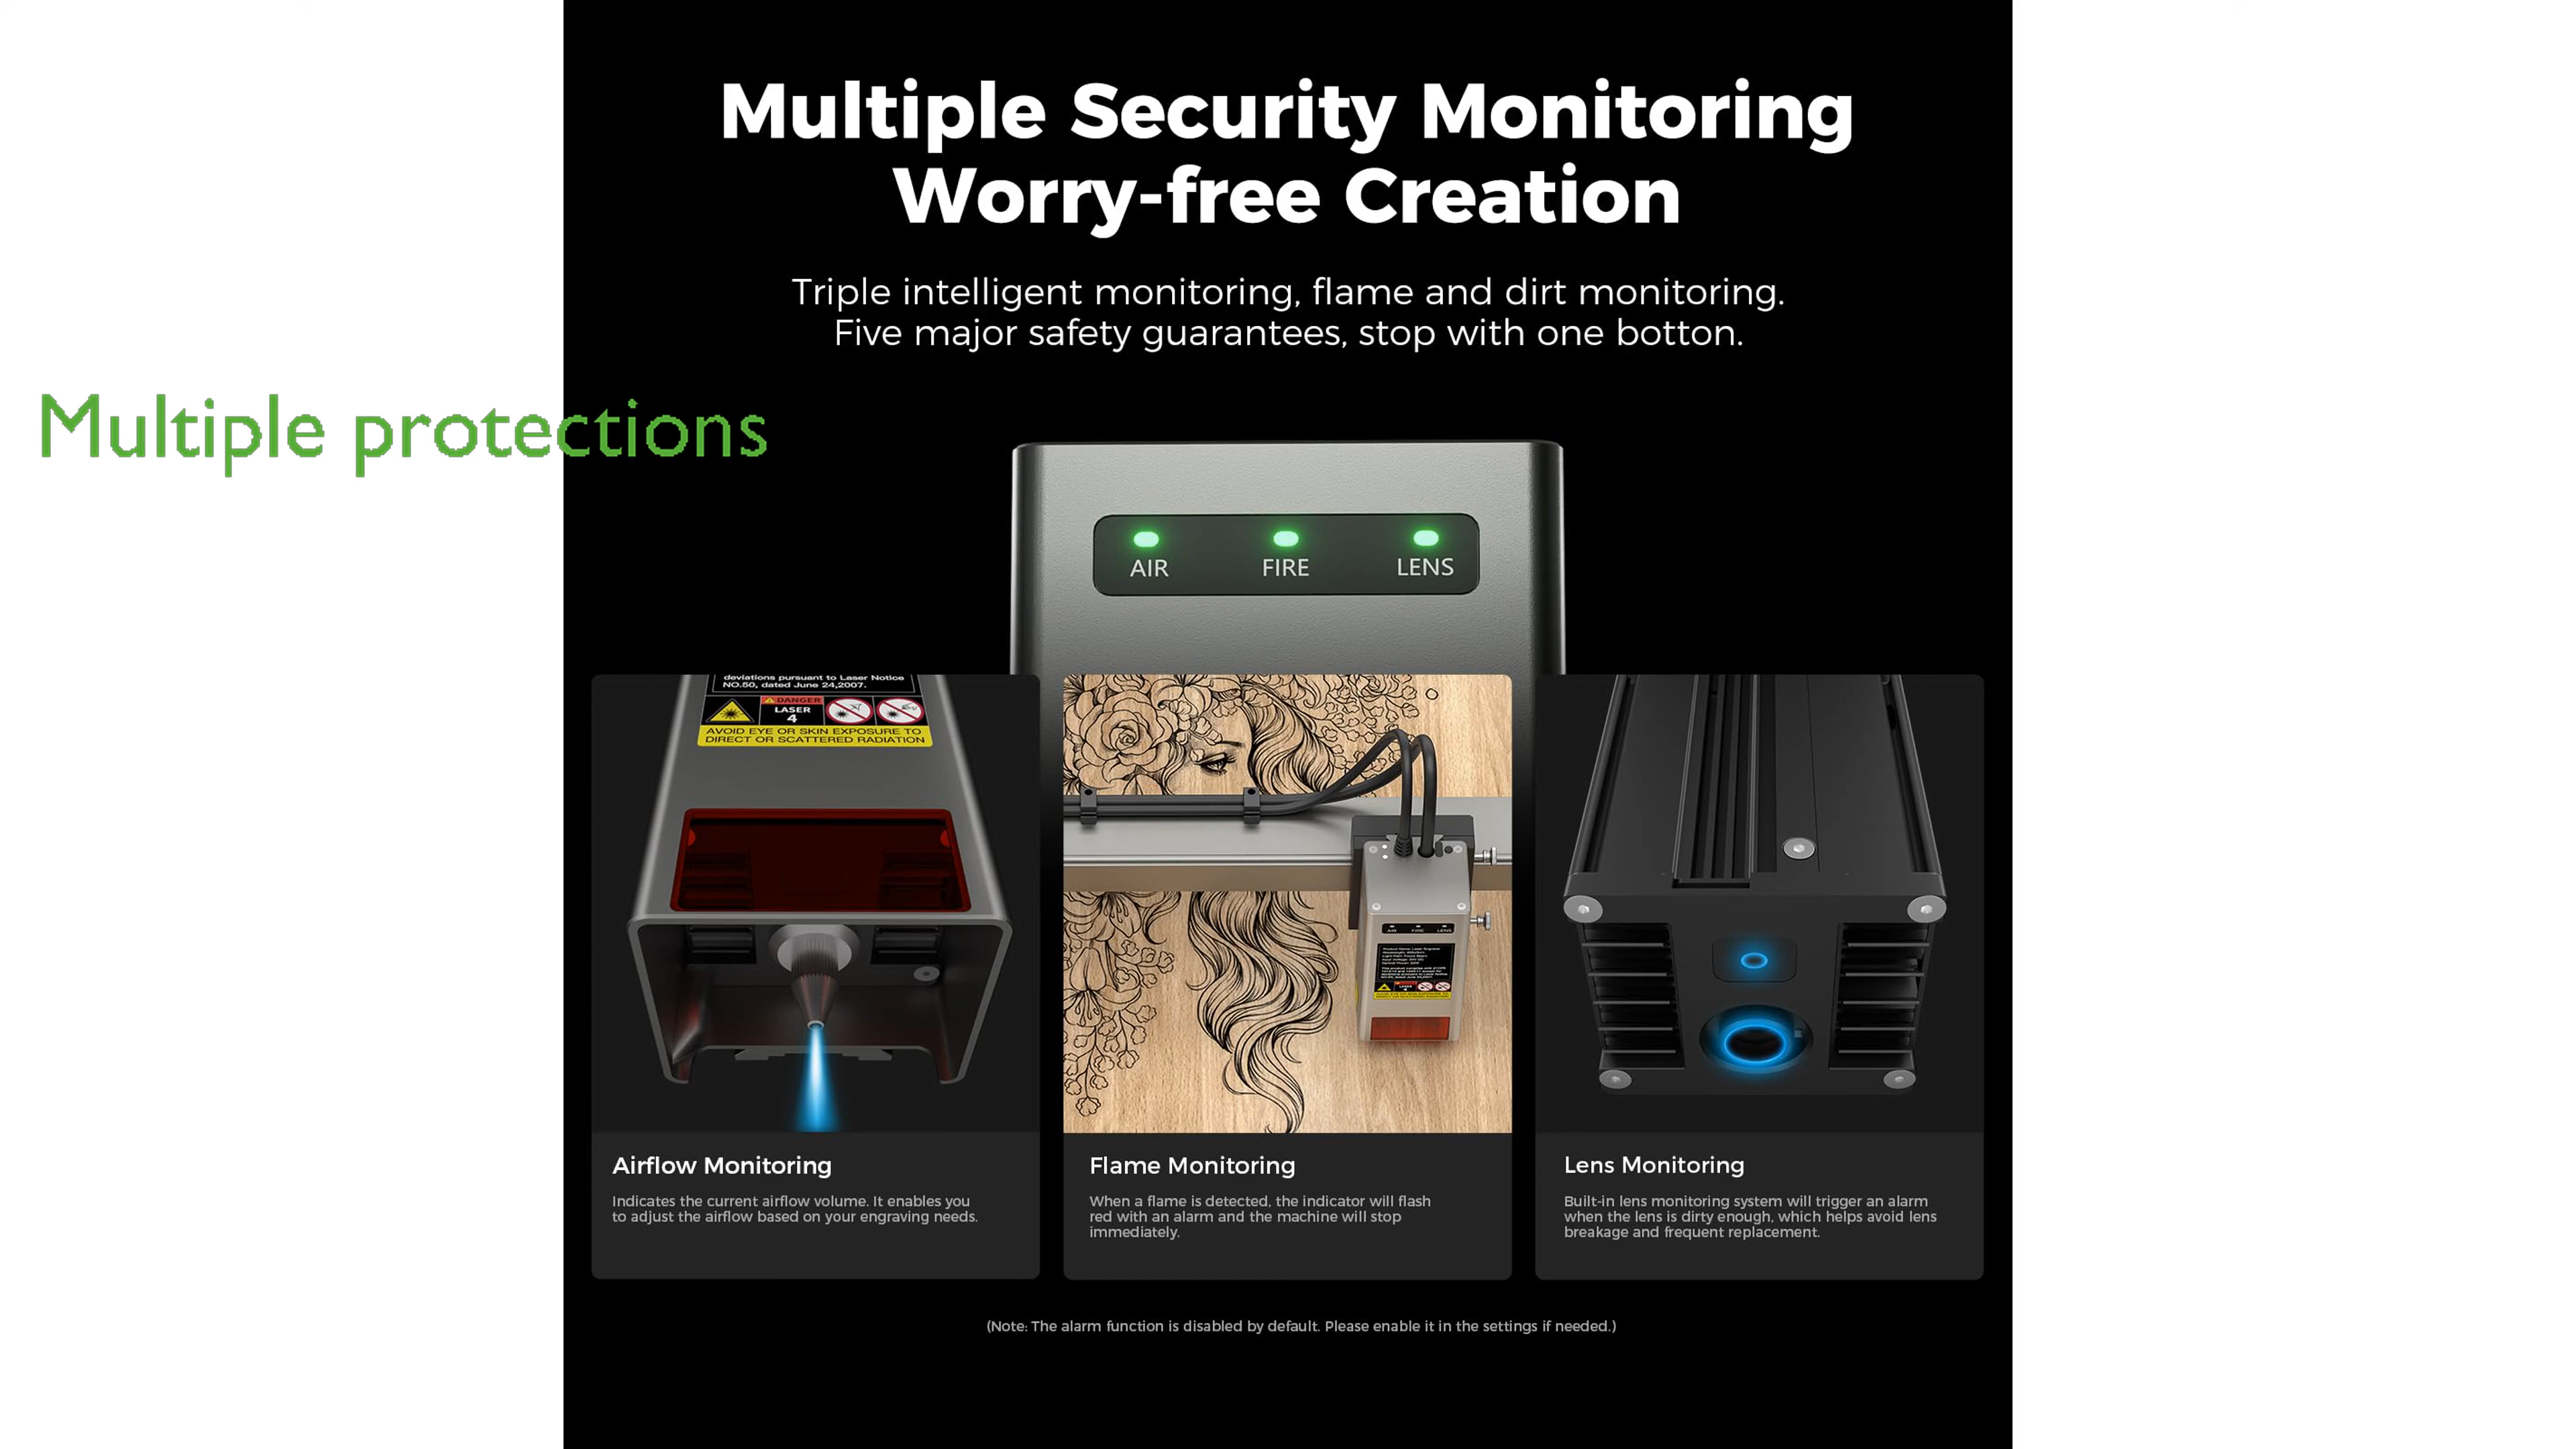 Multiple Security Monitoring
Worry-free Creation
Triple intelligent monitoring, flame and dirt monitoring.
Five major safety guarantees, stop with one botton.
Multiple protections
AIR FIRE LENS
deviations pursuant to Laser Notice
NO.50, dated June 24,2007.
DANGER
LASER
4
AVOID EYE OR SKIN EXPOSURE TO
DIRECT OR SCATTERED RADIATION
AIR FIRE LENS
Airflow Monitoring
Indicates the current airflow volume. It enables you
to adjust the airflow based on your engraving needs.
Flame Monitoring
When a flame is detected, the indicator will flash
red with an alarm and the machine will stop
immediately.
Lens Monitoring
Built-in lens monitoring system will trigger an alarm
when the lens is dirty enough, which helps avoid lens
breakage and frequent replacement.
(Note: The alarm function is disabled by default. Please enable it in the settings if needed.)